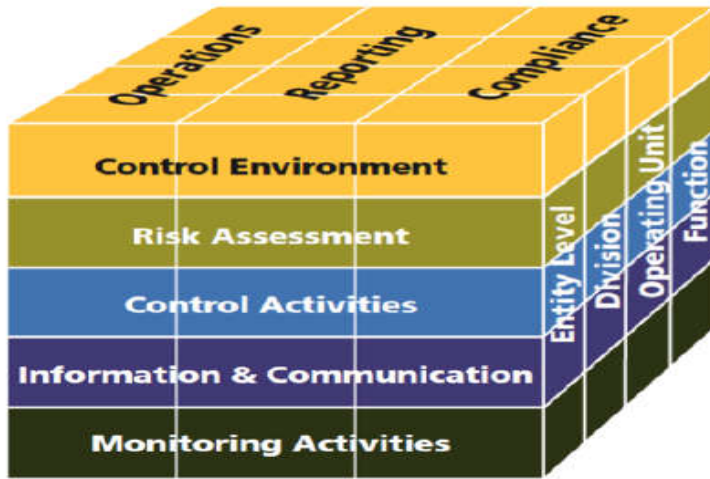 Operations
Reporting
Compliance
Control Environment
Risk Assessment
Control Activities
Information & Communication
Monitoring Activities
Entity Level
Division
Operating Unit
Function